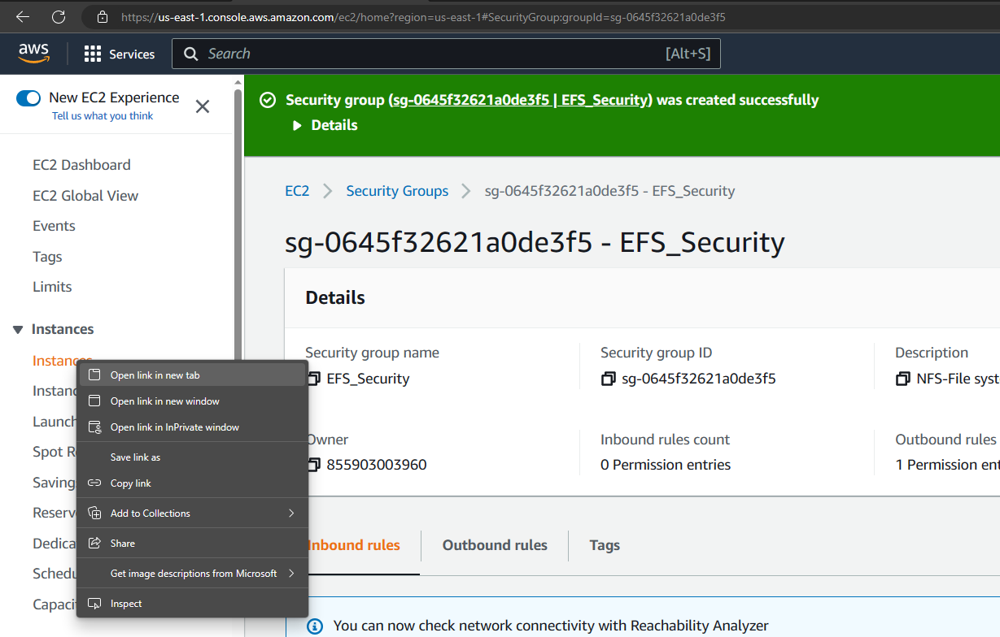 https://us-east-1.console.aws.amazon.com/ec2/home?region=us-east-1#SecurityGroup:groupId=sg-0645f32621a0de3f5
aws
Services
Search
[Alt+S]
New EC2 Experience
Tell us what you think
EC2 Dashboard
EC2 Global View
Events
Tags
Limits
Instances
Instances
Instanc
Launch
Spot R
Saving
Reserv
Dedica
Schedu
Capaci
Open link in new tab
Open link in new window
Open link in InPrivate window
Save link as
Copy link
Add to Collections
Share
Get image descriptions from Microsoft
Inspect
Security group (sg-0645f32621a0de3f5 | EFS_Security) was created successfully
Details
EC2 > Security Groups > sg-0645f32621a0de3f5 - EFS_Security
sg-0645f32621a0de3f5 - EFS_Security
Details
Security group name
EFS_Security
Security group ID
sg-0645f32621a0de3f5
Description
NFS-File syst
Owner
855903003960
Inbound rules count
0 Permission entries
Outbound rules
1 Permission ent
Inbound rules
Outbound rules
Tags
You can now check network connectivity with Reachability Analyzer